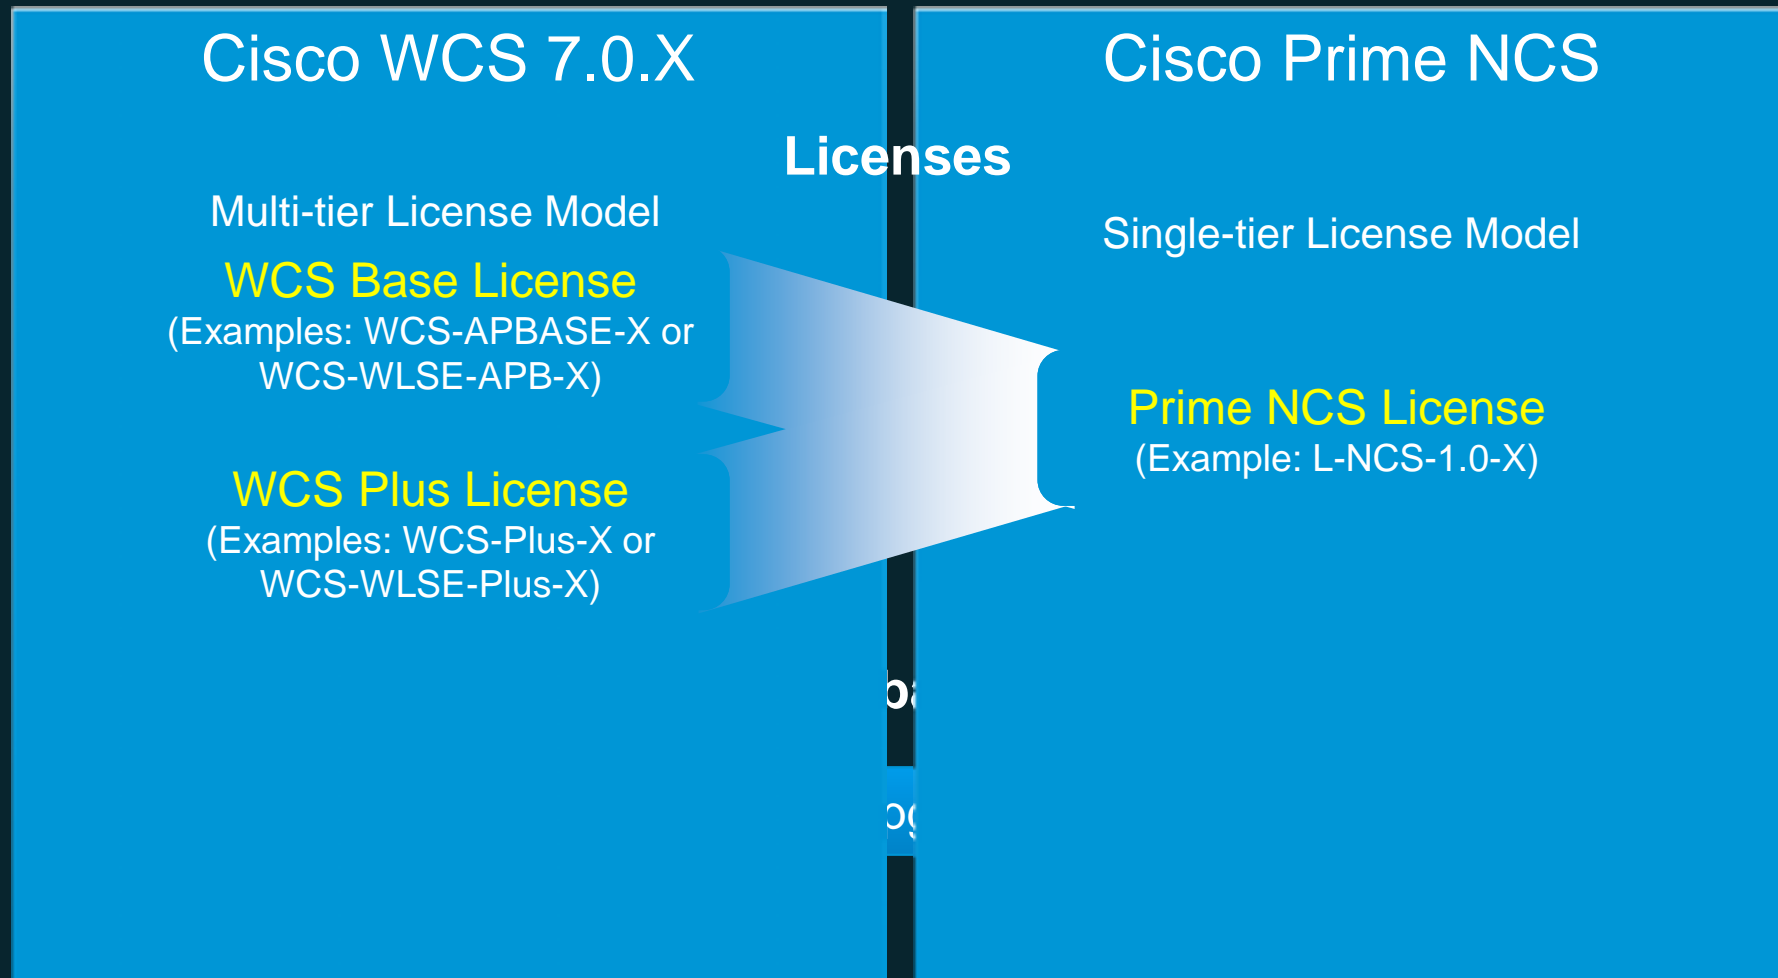 Cisco WCS 7.0.X
Cisco Prime NCS
Licenses
Multi-tier License Model
WCS Base License
(Examples: WCS-APBASE-X or
WCS-WLSE-APB-X)
WCS Plus License
(Examples: WCS-Plus-X or
WCS-WLSE-Plus-X)
Single-tier License Model
Prime NCS License
(Example: L-NCS-1.0-X)